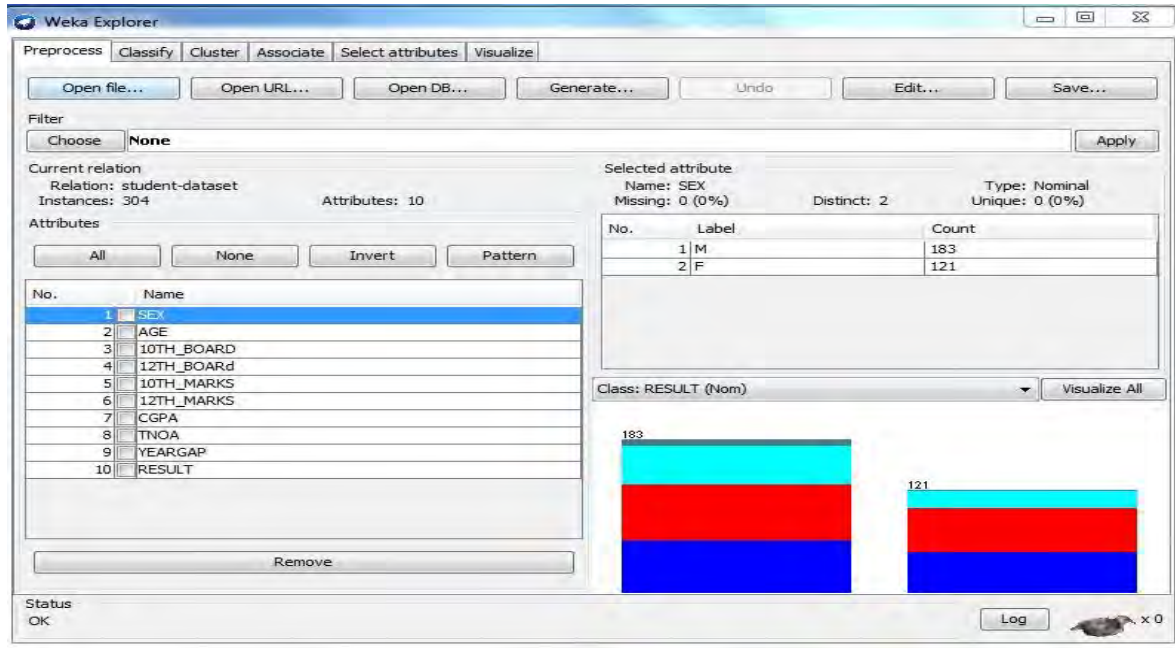 Weka Explorer
Preprocess Classify Cluster Associate Select attributes Visualize
Open file... Open URL... Open DB... Generate... Undo Edit... Save...
Filter
Choose None Apply
Current relation
Relation: student-dataset
Instances: 304 Attributes: 10
Selected attribute
Name: SEX Type: Nominal
Missing: 0 (0%) Distinct: 2 Unique: 0 (0%)
Attributes
All None Invert Pattern
No. Name
1 SEX
2 AGE
3 10TH_BOARD
4 12TH_BOARd
5 10TH_MARKS
6 12TH_MARKS
7 CGPA
8 TNOA
9 YEARGAP
10 RESULT
Remove
No. Label Count
1 M 183
2 F 121
Class: RESULT (Nom) Visualize All
183
121
Status
OK Log x 0